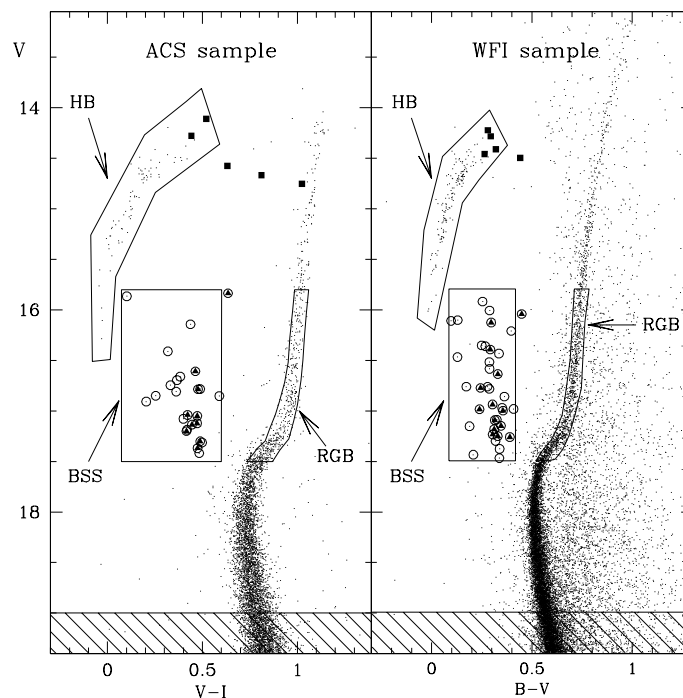 V
ACS sample
WFI sample
HB
HB
14
16
18
RGB
RGB
BSS
BSS
0
0.5
1
0
0.5
1
V-I
B-V